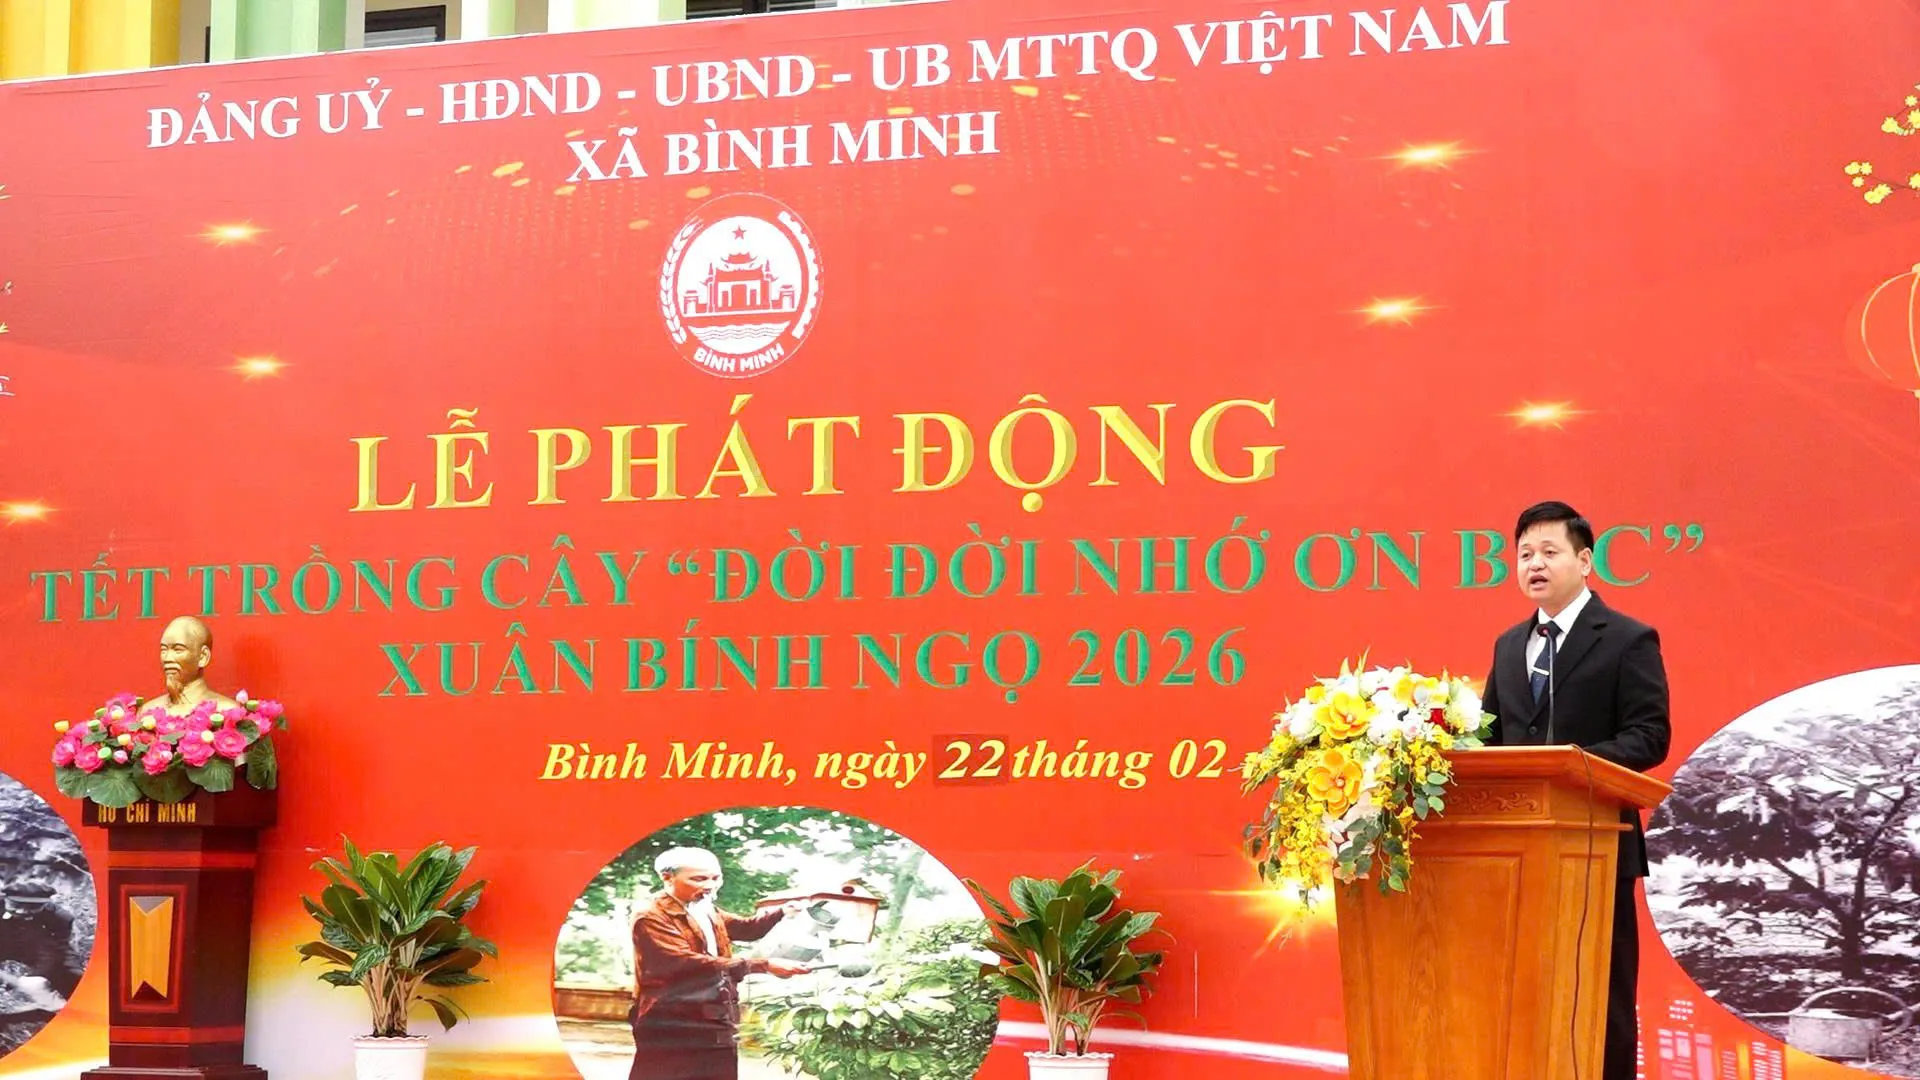 ĐẢNG UỶ - HĐND - UBND - UB MTTQ VIỆT NAM
XÃ BÌNH MINH
BÌNH MINH
LỄ PHÁT ĐỘNG
TẾT TRỒNG CÂY “ĐỜI ĐỜI NHỚ ƠN B C”
XUÂN BÍNH NGỌ 2026
Bình Minh, ngày 22 tháng 02
HỒ CHÍ MINH